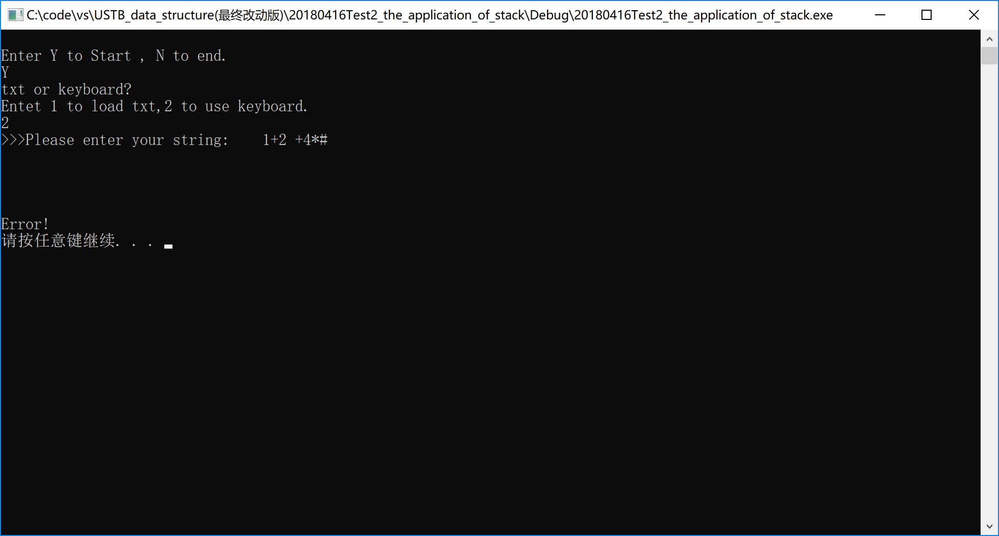 C:\code\vs\USTB_data_structure(最终改动版)\20180416Test2_the_application_of_stack\Debug\20180416Test2_the_application_of_stack.exe
Enter Y to Start , N to end.
Y
txt or keyboard?
Entet 1 to load txt,2 to use keyboard.
2
>>>Please enter your string:    1+2 +4*#
Error!
请按任意键继续. . .